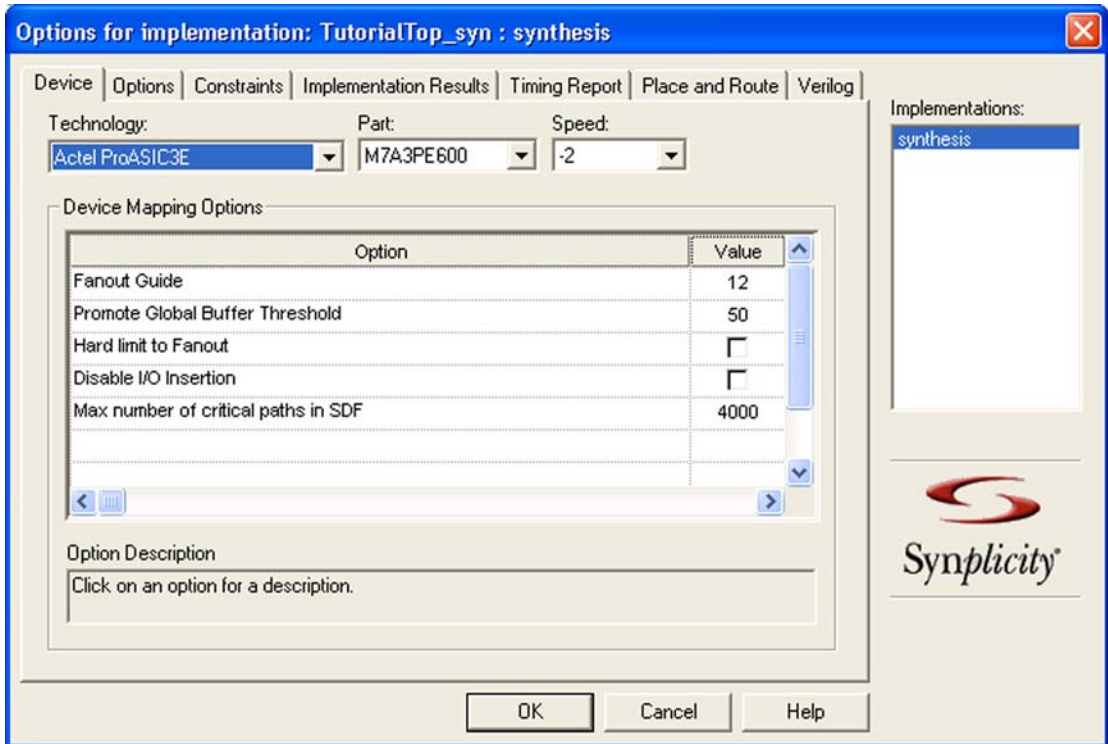 Options for implementation: TutorialTop_syn : synthesis
Device Options Constraints Implementation Results Timing Report Place and Route Verilog
Technology: Part: Speed:
Actel ProASIC3E M7A3PE600 -2
Device Mapping Options
Option Value
Fanout Guide 12
Promote Global Buffer Threshold 50
Hard limit to Fanout
Disable I/O Insertion
Max number of critical paths in SDF 4000
Option Description
Click on an option for a description.
OK Cancel Help
Implementations:
synthesis
Synplicity®